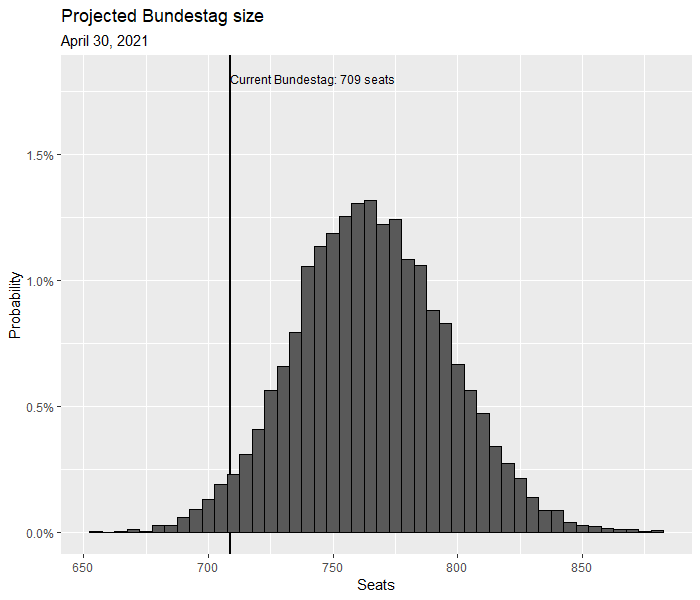 Projected Bundestag size
April 30, 2021
Current Bundestag: 709 seats
1.5%
1.0%
0.5%
0.0%
Probability
650 700 750 800 850
Seats